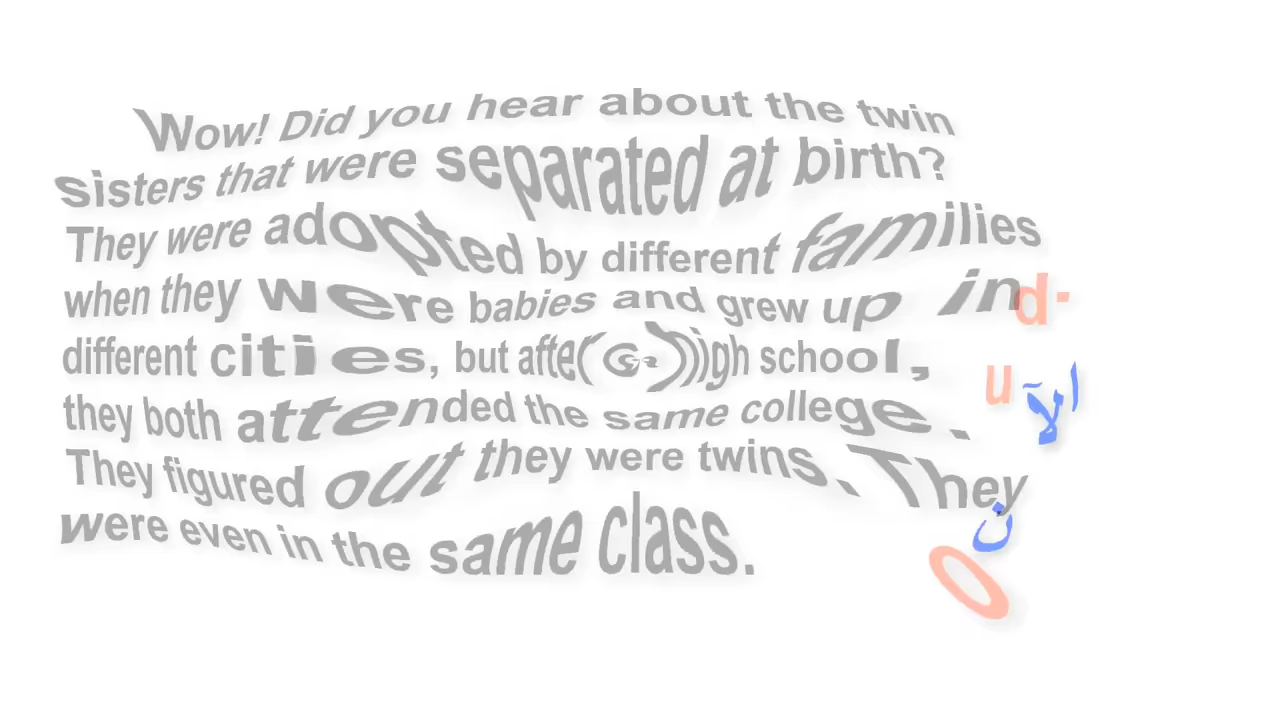 Wow! Did you hear about the twin
Sisters that were separated at birth?
They were adopted by different families
when they were babies and grew up in
different cities, but after high school,
they both attended the same college.
They figured out they were twins. They
were even in the same class.